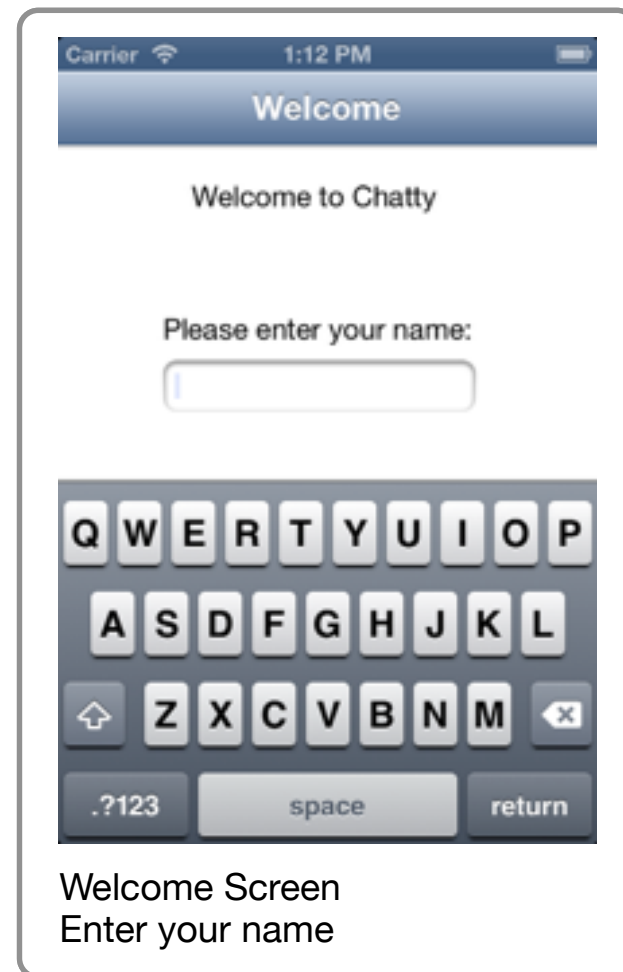 Carrier 1:12 PM
Welcome
Welcome to Chatty
Please enter your name:
Q W E R T Y U I O P
A S D F G H J K L
Z X C V B N M
.?123 space return
Welcome Screen
Enter your name